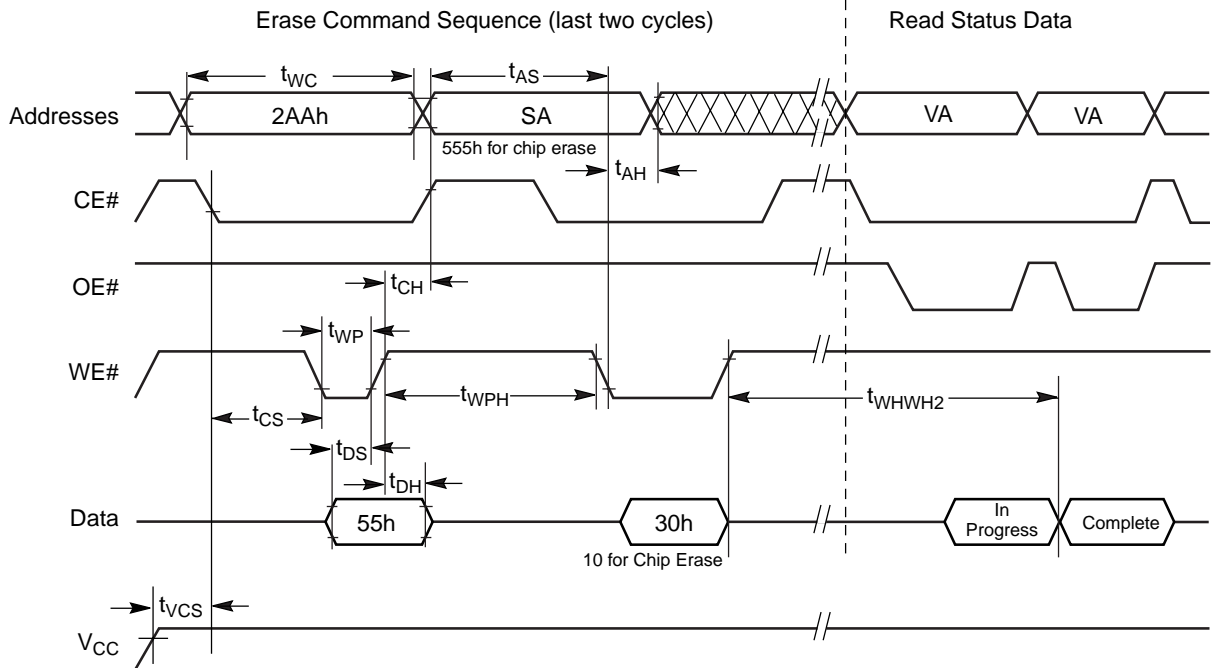 Erase Command Sequence (last two cycles)
Read Status Data
tWC
tAS
Addresses
2AAh
SA
VA
VA
555h for chip erase
tAH
CE#
OE#
tCH
tWP
WE#
tWPH
tWHWH2
tCS
tDS
tDH
Data
55h
30h
In
Progress
Complete
10 for Chip Erase
tVCS
VCC